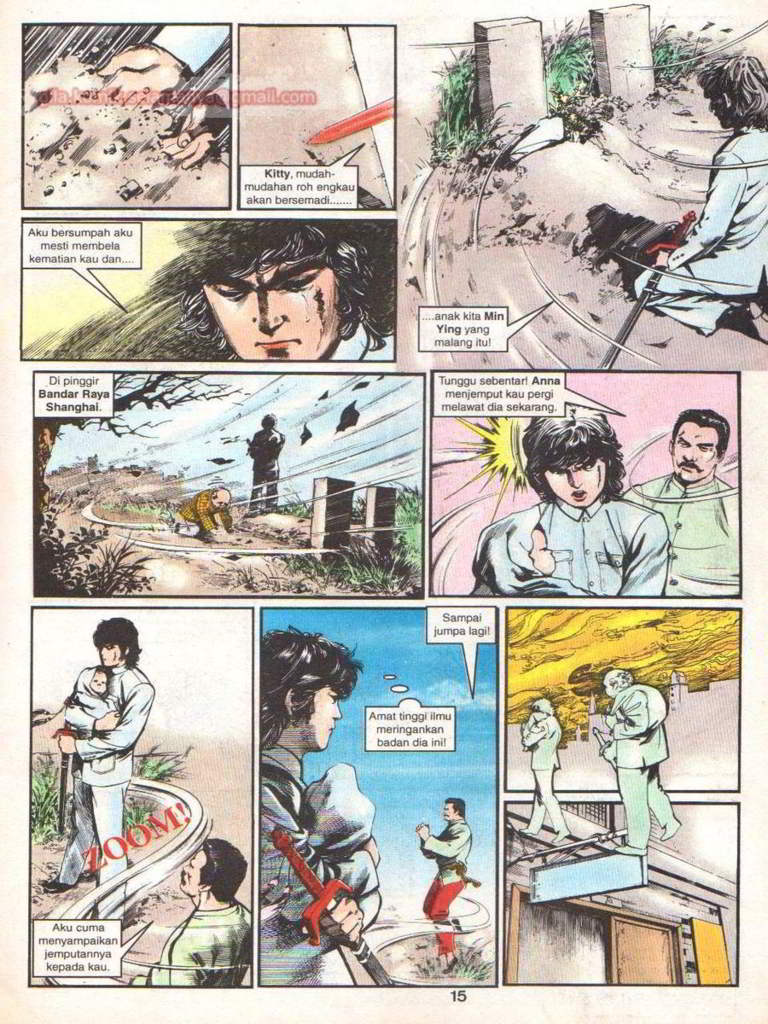 Kitty, mudah-
mudahan roh engkau
akan bersemadi.......
Aku bersumpah aku
mesti membela
kematian kau dan....
....anak kita Min
Ying yang
malang itu!
Di pinggir
Bandar Raya
Shanghai.
Tunggu sebentar! Anna
menjemput kau pergi
melawat dia sekarang.
ZOOM!
Aku cuma
menyampaikan
jemputannya
kepada kau.
Sampai
jumpa lagi!
Amat tinggi ilmu
meringankan
badan dia ini!
15